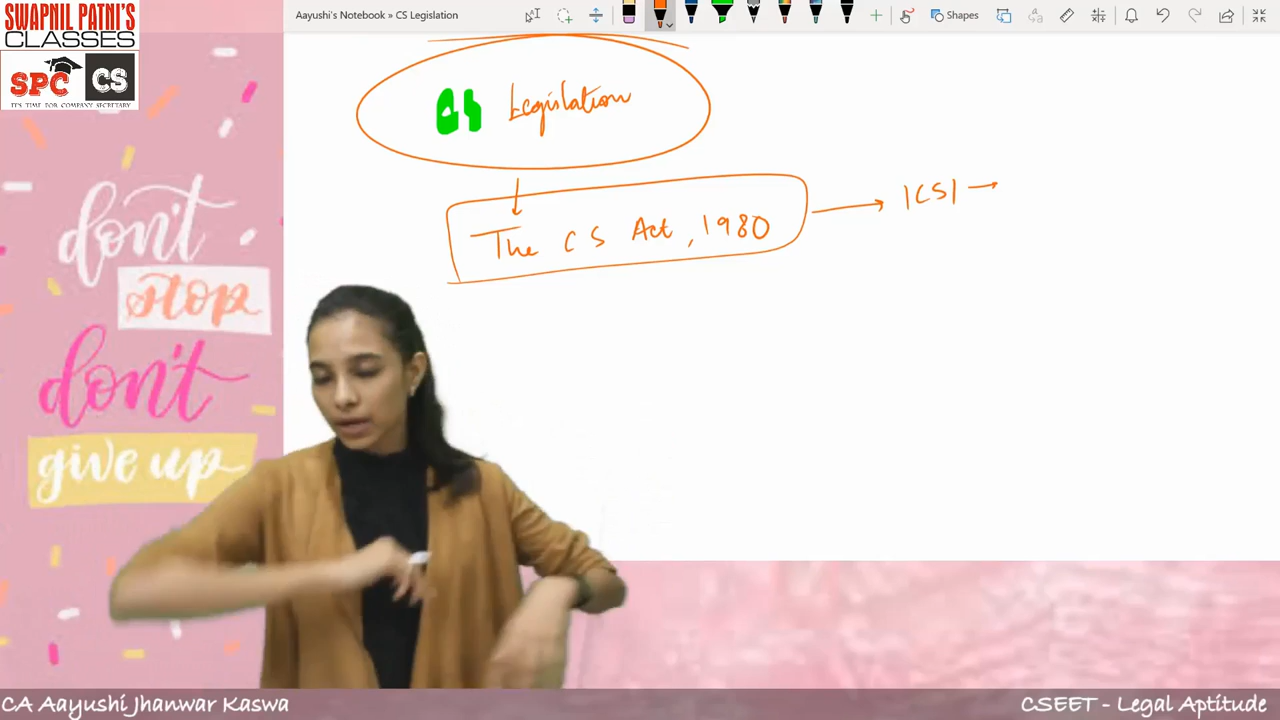 SWAPNIL PATNI'S
CLASSES
SPC CS
IT'S TIME FOR COMPANY SECRETARY
Aayushi's Notebook » CS Legislation
Shapes
Legislation
The CS Act, 1980
ICSI
don't
stop
don't
give up
CA Aayushi Jhanwar Kaswa
CSEET - Legal Aptitude